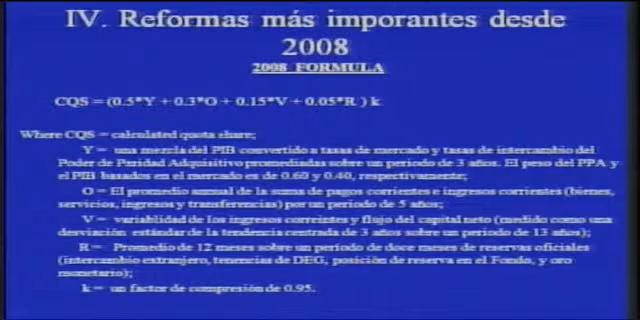 IV. Reformas más imporantes desde
2008
2008 FORMULA
CQS = (0.5*Y + 0.3*O + 0.15*V + 0.05*R ) k
Where CQS = calculated quota share;
Y = una mezcla del PIB convertido a tasas de mercado y tasas de intercambio del
Poder de Paridad Adquisitivo promediadas sobre un periodo de 3 años. El peso del PPA y
el PIB basados en el mercado es de 0.60 y 0.40, respectivamente;
O = El promedio anual de la suma de pagos corrientes e ingresos corrientes (bienes,
servicios, ingresos y transferencias) por un periodo de 5 años;
V = variablidad de los ingresos correintes y flujo del capital neto (medido como una
desviación estándar de la tendencia centrada de 3 años sobre un periodo de 13 años);
R = Promedio de 12 meses sobre un periodo de doce meses de reservas oficiales
(intercambio extranjero, tenencias de DEG, posición de reserva en el Fondo, y oro
monetario);
k = un factor de compresión de 0.95.